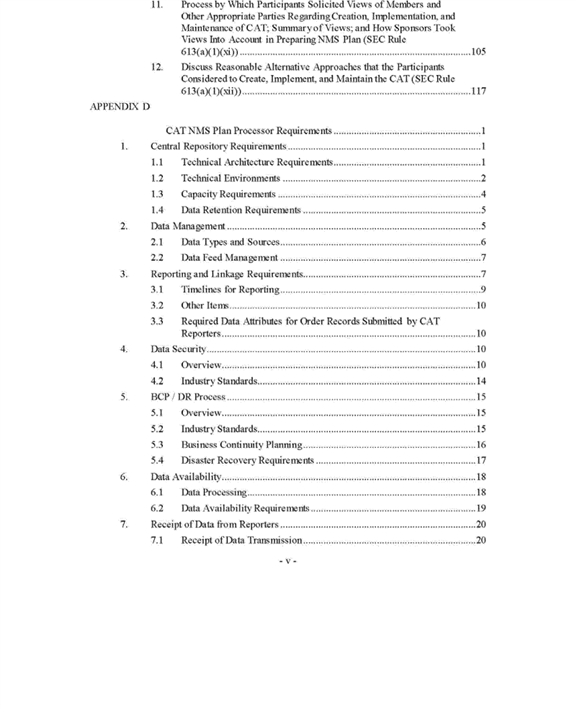 11. Process by Which Participants Solicited Views of Members and
Other Appropriate Parties Regarding Creation, Implementation, and
Maintenance of CAT; Summary of Views; and How Sponsors Took
Views Into Account in Preparing NMS Plan (SEC Rule
613(a)(1)(xi)) ........ 105
12. Discuss Reasonable Alternative Approaches that the Participants
Considered to Create, Implement, and Maintain the CAT (SEC Rule
613(a)(1)(xii)) ........ 117
APPENDIX D
CAT NMS Plan Processor Requirements ........ 1
1. Central Repository Requirements ........ 1
1.1 Technical Architecture Requirements ........ 1
1.2 Technical Environments ........ 2
1.3 Capacity Requirements ........ 4
1.4 Data Retention Requirements ........ 5
2. Data Management ........ 5
2.1 Data Types and Sources ........ 6
2.2 Data Feed Management ........ 7
3. Reporting and Linkage Requirements ........ 7
3.1 Timelines for Reporting ........ 9
3.2 Other Items ........ 10
3.3 Required Data Attributes for Order Records Submitted by CAT
Reporters ........ 10
4. Data Security ........ 10
4.1 Overview ........ 10
4.2 Industry Standards ........ 14
5. BCP / DR Process ........ 15
5.1 Overview ........ 15
5.2 Industry Standards ........ 15
5.3 Business Continuity Planning ........ 16
5.4 Disaster Recovery Requirements ........ 17
6. Data Availability ........ 18
6.1 Data Processing ........ 18
6.2 Data Availability Requirements ........ 19
7. Receipt of Data from Reporters ........ 20
7.1 Receipt of Data Transmission ........ 20
- v -